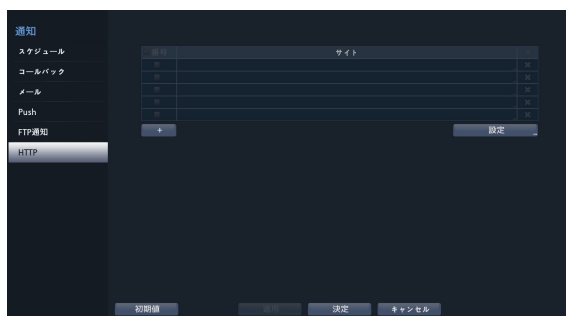 通知
スケジュール
サイト
コールバック
メール
Push
FTP通知
+
設定
HTTP
初期値
決定
キャンセル